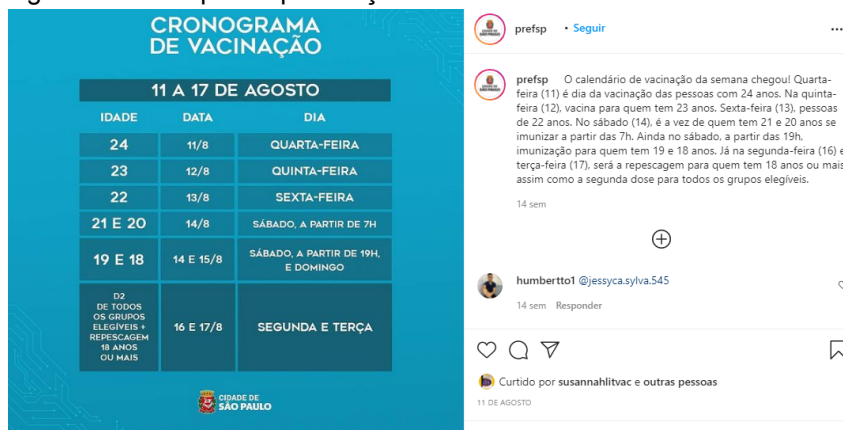 CRONOGRAMA
DE VACINAÇÃO
11 A 17 DE AGOSTO
IDADE DATA DIA
24 11/8 QUARTA-FEIRA
23 12/8 QUINTA-FEIRA
22 13/8 SEXTA-FEIRA
21 E 20 14/8 SÁBADO, A PARTIR DE 7H
19 E 18 14 E 15/8 SÁBADO, A PARTIR DE 19H,
E DOMINGO
D2
DE TODOS
OS GRUPOS
ELEGÍVEIS +
REPESCAGEM
18 ANOS
OU MAIS
16 E 17/8 SEGUNDA E TERÇA
CIDADE DE
SÃO PAULO
prefsp • Seguir
prefsp O calendário de vacinação da semana chegou! Quarta-
feira (11) é dia da vacinação das pessoas com 24 anos. Na quinta-
feira (12), vacina para quem tem 23 anos. Sexta-feira (13), pessoas
de 22 anos. No sábado (14), é a vez de quem tem 21 e 20 anos se
imunizar a partir das 7h. Ainda no sábado, a partir das 19h,
imunização para quem tem 19 e 18 anos. Já na segunda-feira (16) e
terça-feira (17), será a repescagem para quem tem 18 anos ou mais
assim como a segunda dose para todos os grupos elegíveis.
14 sem
humbertto1 @jessyca.sylva.545
14 sem Responder
Curtido por susannahlitvac e outras pessoas
11 DE AGOSTO